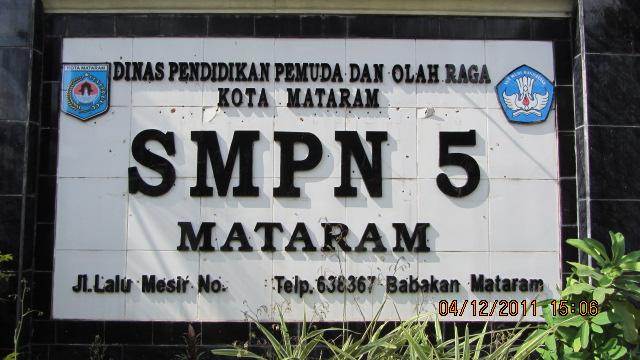 KOTA MATARAM
DINAS PENDIDIKAN PEMUDA DAN OLAH RAGA
KOTA MATARAM
SMPN 5
MATARAM
Jl.Lalu Mesir No. Telp. 638367 Babakan Mataram
04/12/2011 15:06